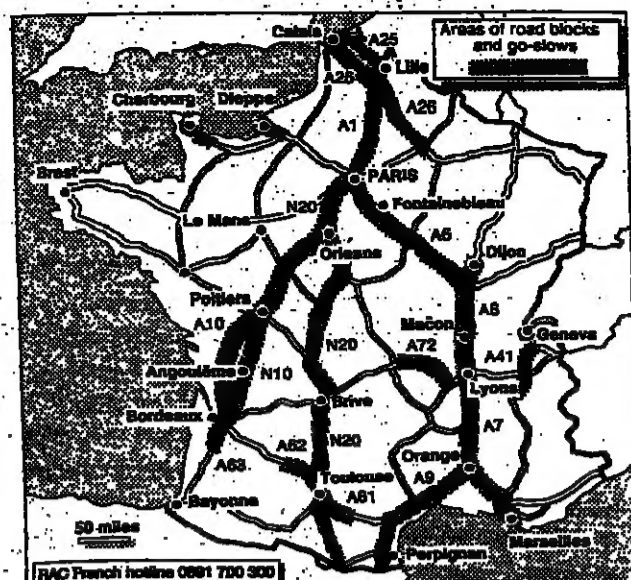 Areas of road blocks
and go-slows
Calais
A25
Lille
A26
A26
Cherbourg
Dieppe
A1
Brest
PARIS
Fontainebleau
Le Mans
N20
Orleans
A6
Dijon
Poitiers
A10
N20
Macon
A72
A6
Geneva
A41
Angoulême
N10
Lyons
Bordeaux
Brive
A7
A62
N20
Orange
A63
Toulouse
A61
A9
Bayonne
Marseilles
50 miles
Perpignan
RAC French hotline 0891 700 300